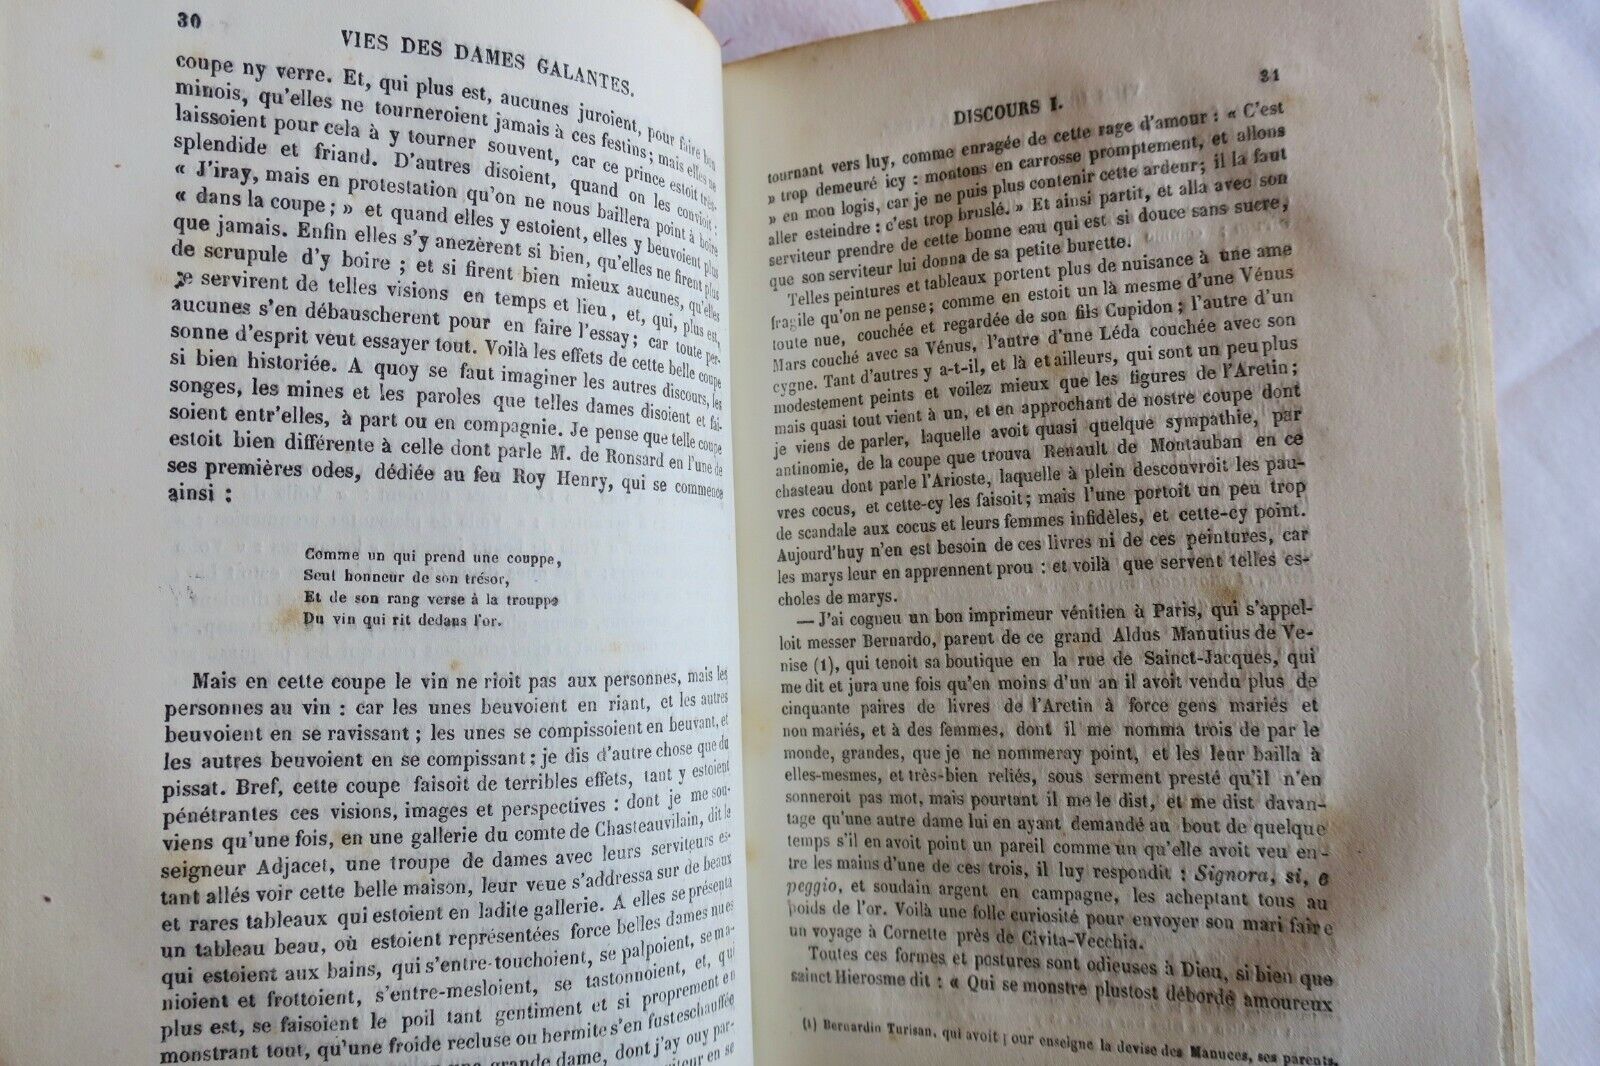 30
VIES DES DAMES GALANTES.
coupe ny verre. Et, qui plus est, aucunes juroient, pour faire bon
minois, qu'elles ne tourneroient jamais à ces festins; mais elles ne
laissoient pour cela à y tourner souvent, car ce prince estoit très-
splendide et friand. D'autres disoient, quand on les convioit :
« J'iray, mais en protestation qu'on ne nous baillera point à boire
« dans la coupe; » et quand elles y estoient, elles y beuvoient plus
que jamais. Enfin elles s'y anezèrent si bien, qu'elles ne firent plus
de scrupule d'y boire ; et si firent bien mieux aucunes, qu'elles
se servirent de telles visions en temps et lieu, et, qui, plus est,
aucunes s'en débauscherent pour en faire l'essay; car toute per-
sonne d'esprit veut essayer tout. Voilà les effets de cette belle coupe
si bien historiée. A quoy se faut imaginer les autres discours, les
songes, les mines et les paroles que telles dames disoient et fai-
soient entr'elles, à part ou en compagnie. Je pense que telle coupe
estoit bien différente à celle dont parle M. de Ronsard en l'une de
ses premières odes, dédiée au feu Roy Henry, qui se commence
ainsi :
Comme un qui prend une couppe,
Seul honneur de son trésor,
Et de son rang verse à la trouppe
Du vin qui rit dedans l'or.
Mais en cette coupe le vin ne rioit pas aux personnes, mais les
personnes au vin : car les unes beuvoient en riant, et les autres
beuvoient en se ravissant ; les unes se compissoient en beuvant, et
les autres beuvoient en se compissant : je dis d'autre chose que du
pissat. Bref, cette coupe faisoit de terribles effets, tant y estoient
pénétrantes ces visions, images et perspectives : dont je me sou-
viens qu'une fois, en une gallerie du comte de Chasteauvilain, dit le
seigneur Adjacet, une troupe de dames avec leurs serviteurs es-
tant allés voir cette belle maison, leur veue s'addressa sur de beaux
et rares tableaux qui estoient en ladite gallerie. A elles se présenta
un tableau beau, où estoient représentées force belles dames nues
qui estoient aux bains, qui s'entre-touchoient, se palpoient, se ma-
nioient et frottoient, s'entre-mesloient, se tastonnoient, et, qui
plus est, se faisoient le poil tant gentiment et si proprement en
monstrant tout, qu'une froide recluse ou hermite s'en fust eschauffée
une grande dame, dont j'ay ouy par-
31
DISCOURS I.
tournant vers luy, comme enragée de cette rage d'amour : « C'est
» trop demeuré icy : montons en carrosse promptement, et allons
» en mon logis, car je ne puis plus contenir cette ardeur; il la faut
aller esteindre : c'est trop bruslé. » Et ainsi partit, et alla avec son
serviteur prendre de cette bonne eau qui est si douce sans sucre,
que son serviteur lui donna de sa petite burette.
Telles peintures et tableaux portent plus de nuisance à une ame
fragile qu'on ne pense; comme en estoit un là mesme d'une Vénus
toute nue, couchée et regardée de son fils Cupidon ; l'autre d'un
Mars couché avec sa Vénus, l'autre d'une Léda couchée avec son
cygne. Tant d'autres y a-t-il, et là et ailleurs, qui sont un peu plus
modestement peints et voilez mieux que les figures de l'Aretin;
mais quasi tout vient à un, et en approchant de nostre coupe dont
je viens de parler, laquelle avoit quasi quelque sympathie, par
antinomie, de la coupe que trouva Renault de Montauban en ce
chasteau dont parle l'Arioste, laquelle à plein descouvroit les pau-
vres cocus, et cette-cy les faisoit; mais l'une portoit un peu trop
de scandale aux cocus et leurs femmes infidèles, et cette-cy point.
Aujourd'huy n'en est besoin de ces livres ni de ces peintures, car
les marys leur en apprennent prou : et voilà que servent telles es-
choles de marys.
— J'ai cogneu un bon imprimeur vénitien à Paris, qui s'appel-
loit messer Bernardo, parent de ce grand Aldus Manutius de Ve-
nise (1), qui tenoit sa boutique en la rue de Sainct-Jacques, qui
me dit et jura une fois qu'en moins d'un an il avoit vendu plus de
cinquante paires de livres de l'Aretin à force gens mariés et
non mariés, et à des femmes, dont il me nomma trois de par le
monde, grandes, que je ne nommeray point, et les leur bailla à
elles-mesmes, et très-bien reliés, sous serment presté qu'il n'en
sonneroit pas mot, mais pourtant il me le dist, et me dist davan-
tage qu'une autre dame lui en ayant demandé au bout de quelque
temps s'il en avoit point un pareil comme un qu'elle avoit veu en-
tre les mains d'une de ces trois, il luy respondit : Signora, si, e
peggio, et soudain argent en campagne, les acheptant tous au
poids de l'or. Voilà une folle curiosité pour envoyer son mari faire
un voyage à Cornette près de Civita-Vecchia.
Toutes ces formes et postures sont odieuses à Dieu, si bien que
sainct Hierosme dit : « Qui se monstre plustost débordé amoureux
(1) Bernardin Turisan, qui avoit pour enseigne la devise des Manuces, ses parents.